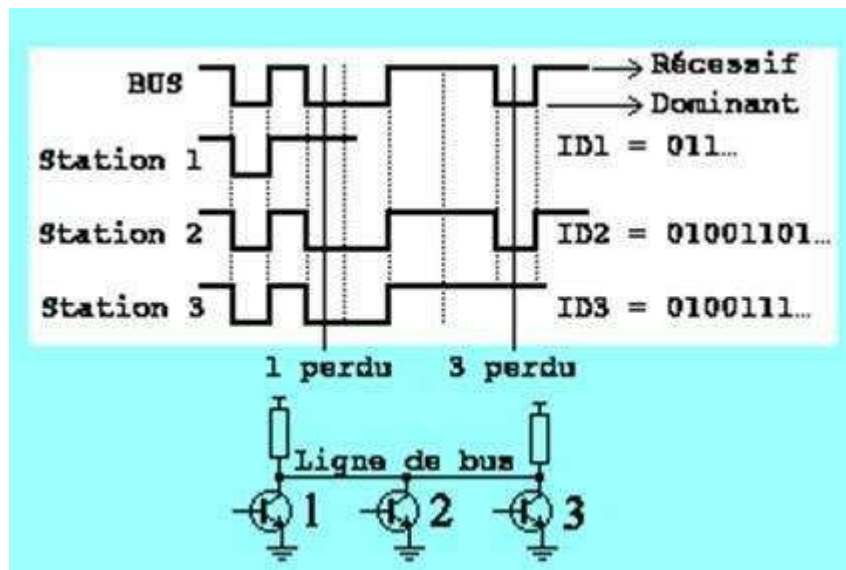 BUS
Récessif
Dominant
Station 1
ID1 = 011…
Station 2
ID2 = 01001101…
Station 3
ID3 = 0100111…
1 perdu
3 perdu
Ligne de bus
1
2
3